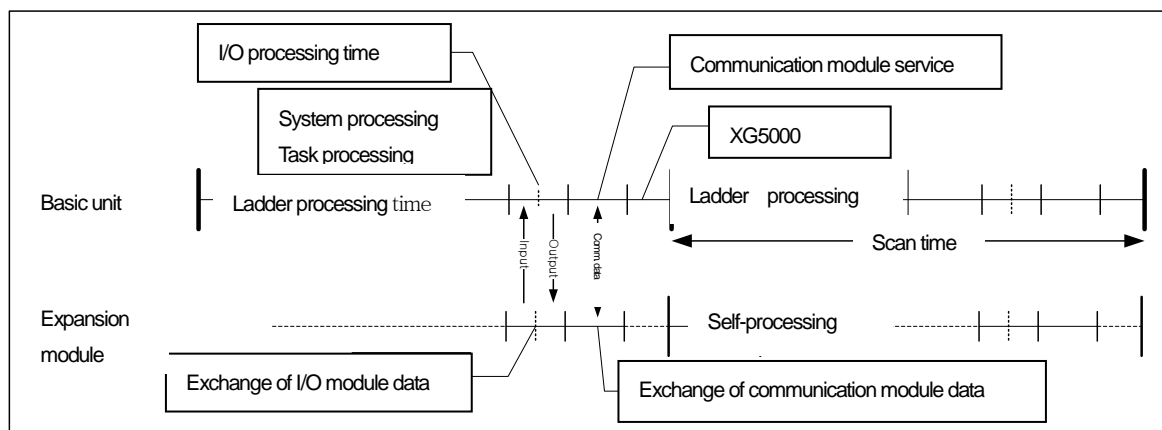 I/O processing time
Communication module service
System processing
Task processing
XG5000
Basic unit
Ladder processing time
Ladder processing
Scan time
Input
Output
Comm. data
Expansion
module
Self-processing
Exchange of I/O module data
Exchange of communication module data